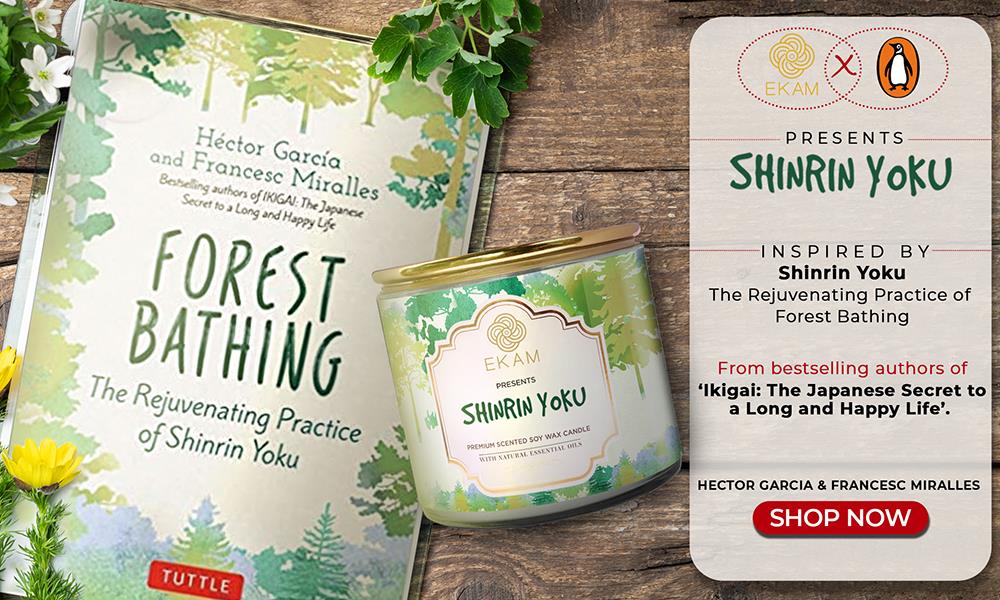 Héctor García
and Francesc Miralles
Bestselling authors of IKIGAI: The Japanese
Secret to a Long and Happy Life
FOREST
BATHING
The Rejuvenating Practice
of Shinrin Yoku
TUTTLE
EKAM
PRESENTS
SHINRIN YOKU
PREMIUM SCENTED SOY WAX CANDLE
WITH NATURAL ESSENTIAL OILS
EKAM X
PRESENTS
SHINRIN YOKU
INSPIRED BY
Shinrin Yoku
The Rejuvenating Practice of
Forest Bathing
From bestselling authors of
‘Ikigai: The Japanese Secret to
a Long and Happy Life’.
HECTOR GARCIA & FRANCESC MIRALLES
SHOP NOW